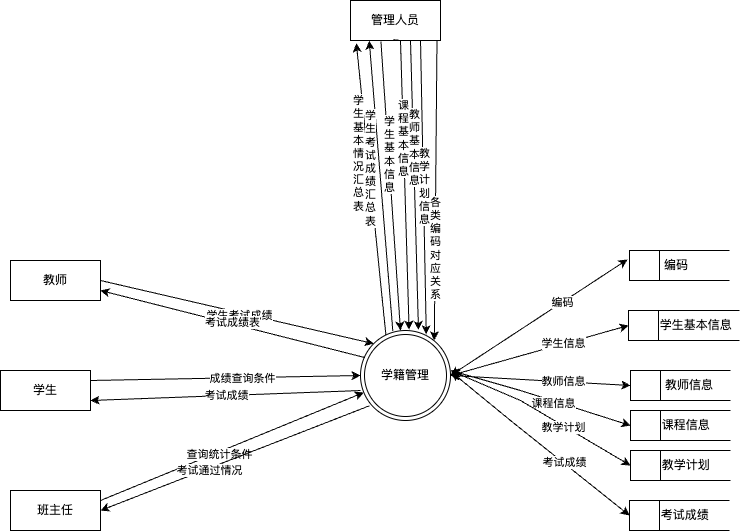 管理人员
学生基本情况汇总表
学生考试成绩汇总表
学生基本信息
课程基本信息
教师基本信息
教学计划信息
各类编码对应关系
教师
学生考试成绩
考试成绩表
学生
成绩查询条件
考试成绩
班主任
查询统计条件
考试通过情况
学籍管理
编码
编码
学生信息
学生基本信息
教师信息
教师信息
课程信息
课程信息
教学计划
教学计划
考试成绩
考试成绩